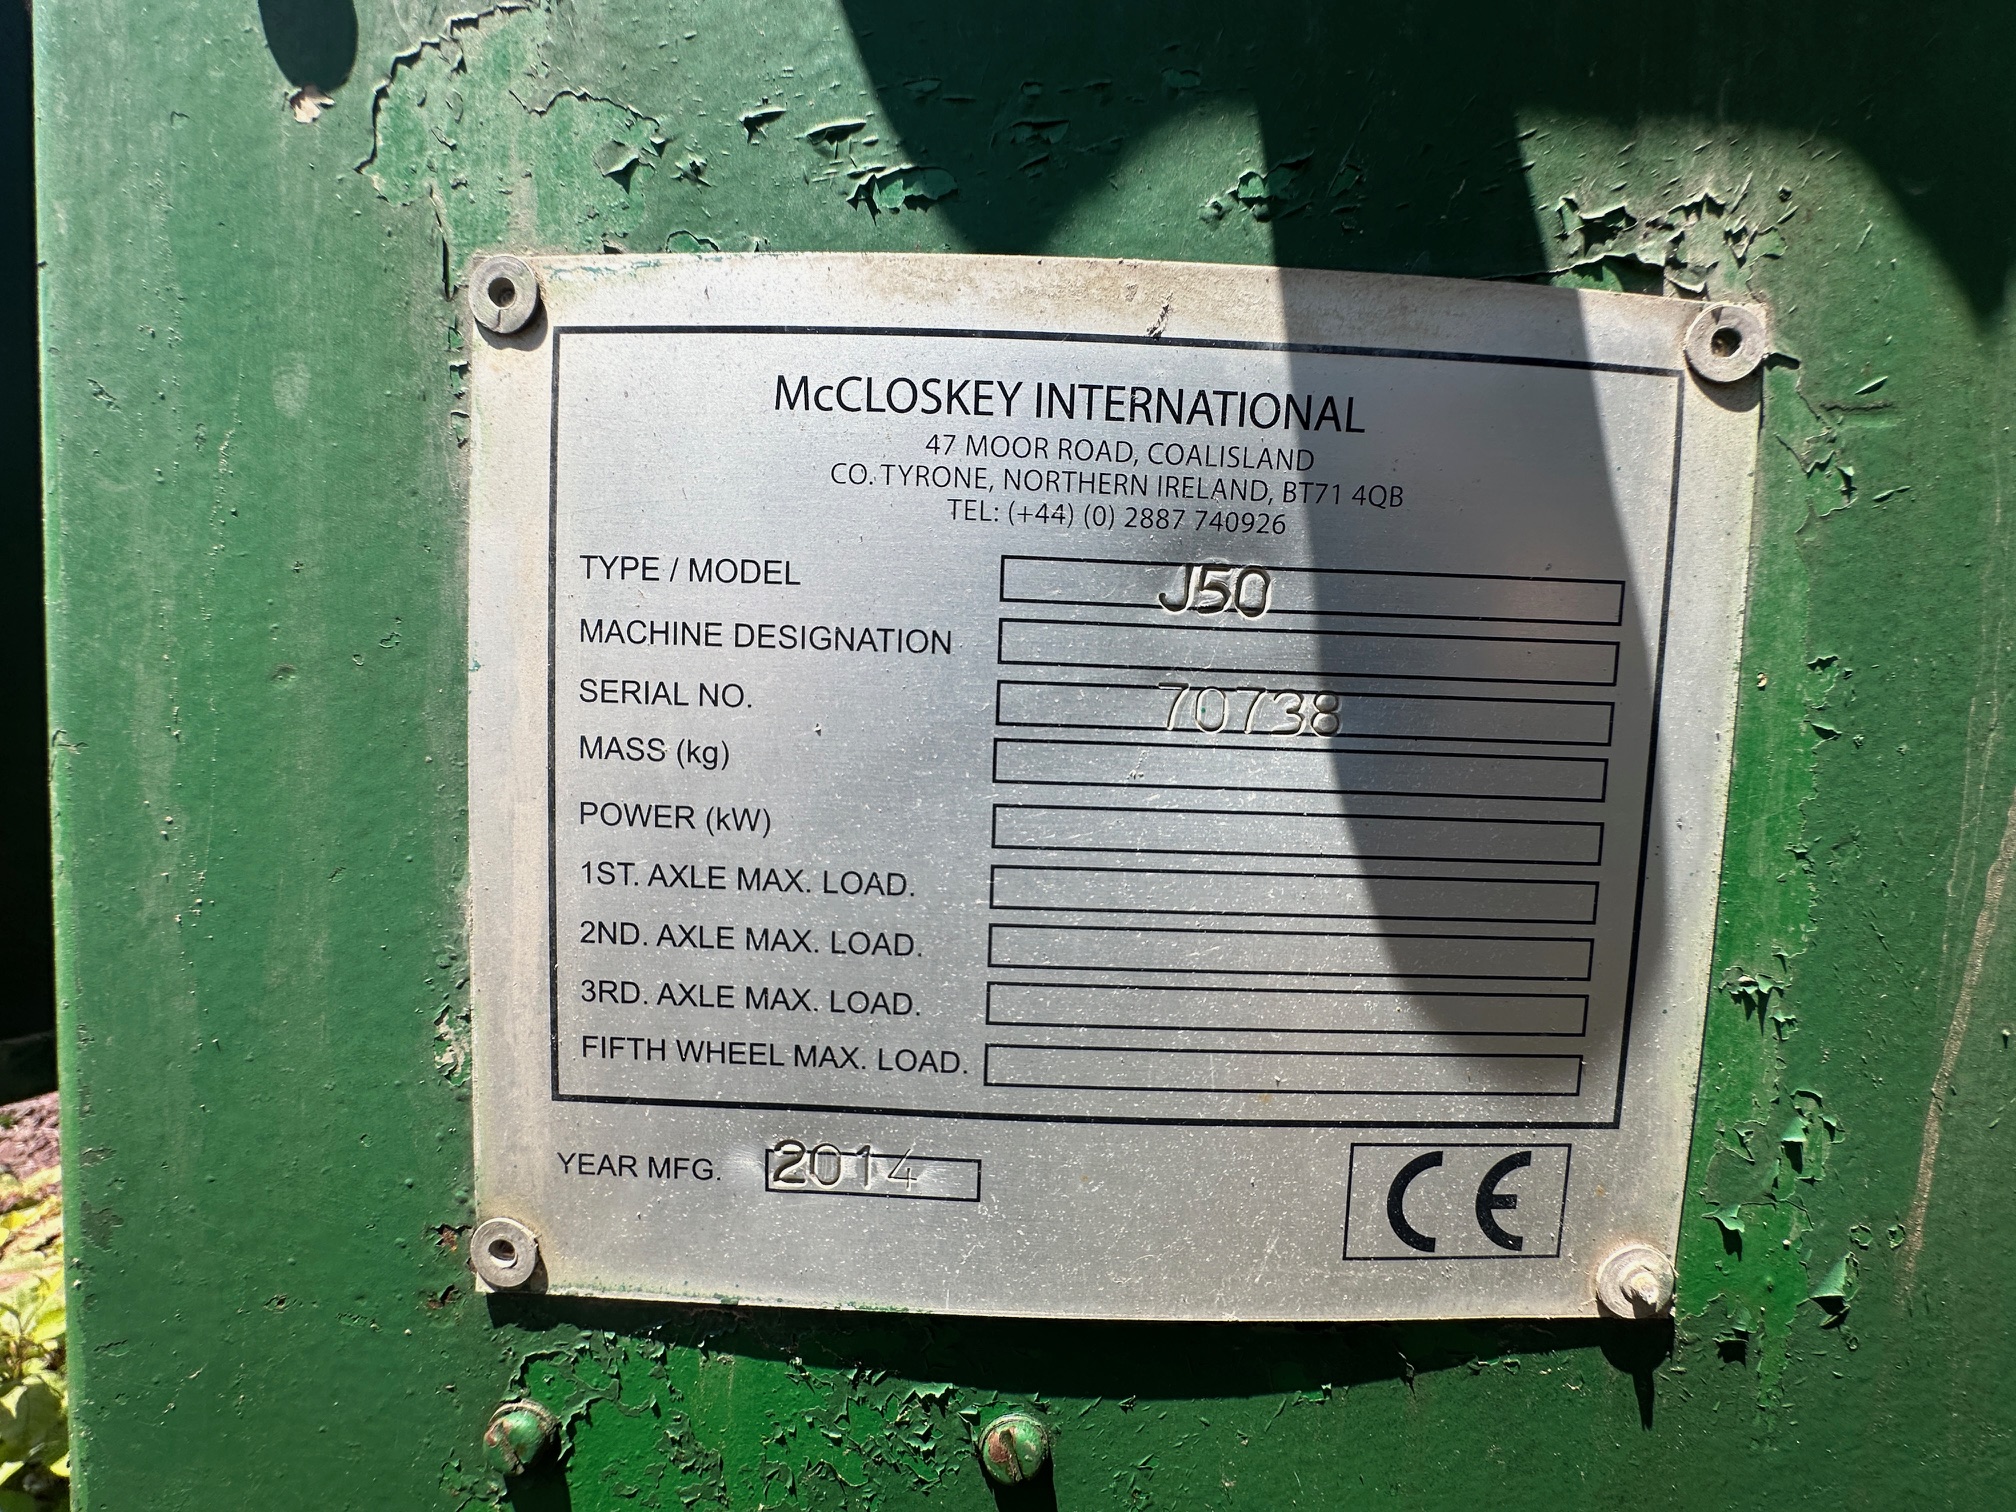 McCLOSKEY INTERNATIONAL
47 MOOR ROAD, COALISLAND
CO. TYRONE, NORTHERN IRELAND, BT71 4QB
TEL: (+44) (0) 2887 740926
TYPE / MODEL J50
MACHINE DESIGNATION
SERIAL NO. 70738
MASS (kg)
POWER (kW)
1ST. AXLE MAX. LOAD.
2ND. AXLE MAX. LOAD.
3RD. AXLE MAX. LOAD.
FIFTH WHEEL MAX. LOAD.
YEAR MFG. 2014 CE